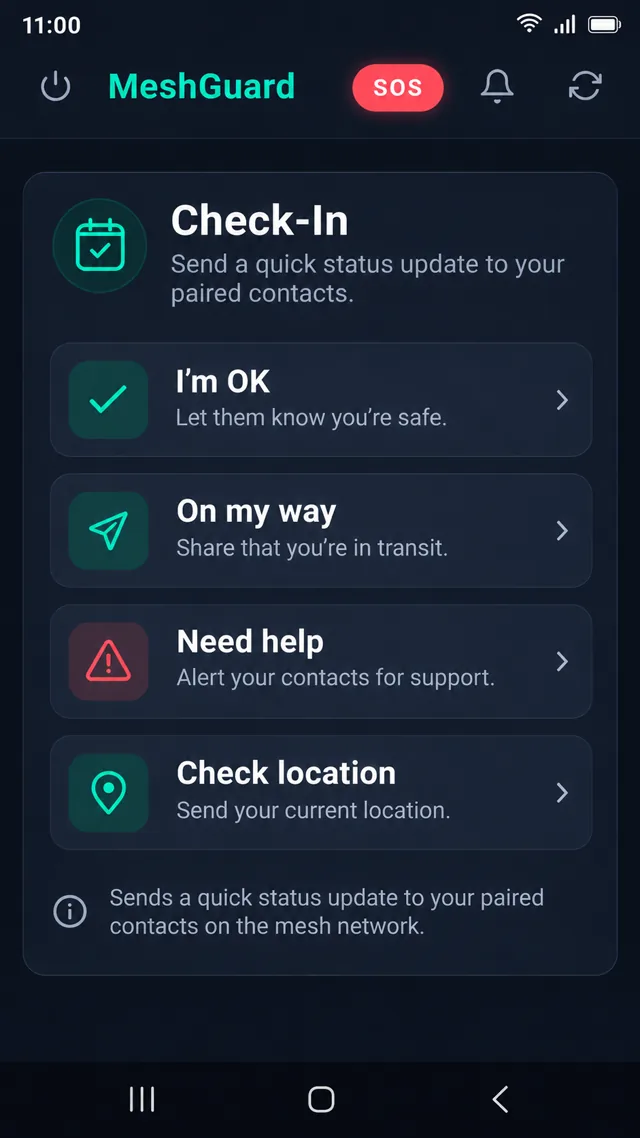 11:00
MeshGuard
SOS
Check-In
Send a quick status update to your
paired contacts.
I’m OK
Let them know you’re safe.
On my way
Share that you’re in transit.
Need help
Alert your contacts for support.
Check location
Send your current location.
Sends a quick status update to your paired
contacts on the mesh network.